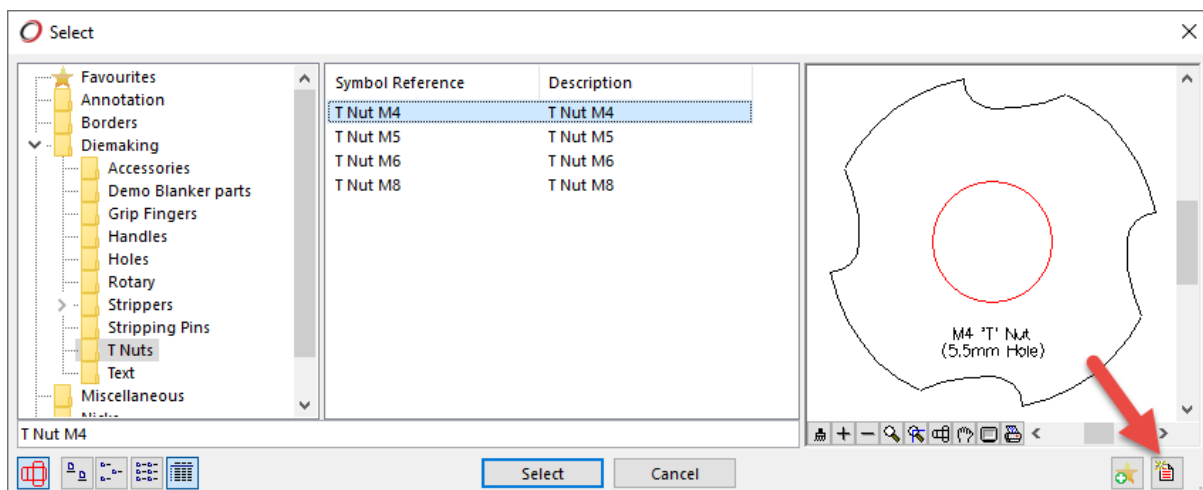 Select
Favourites
Annotation
Borders
Diemaking
Accessories
Demo Blanker parts
Grip Fingers
Handles
Holes
Rotary
Strippers
Stripping Pins
T Nuts
Text
Miscellaneous
Symbol Reference Description
T Nut M4 T Nut M4
T Nut M5 T Nut M5
T Nut M6 T Nut M6
T Nut M8 T Nut M8
M4 'T' Nut
(5.5mm Hole)
T Nut M4
Select Cancel